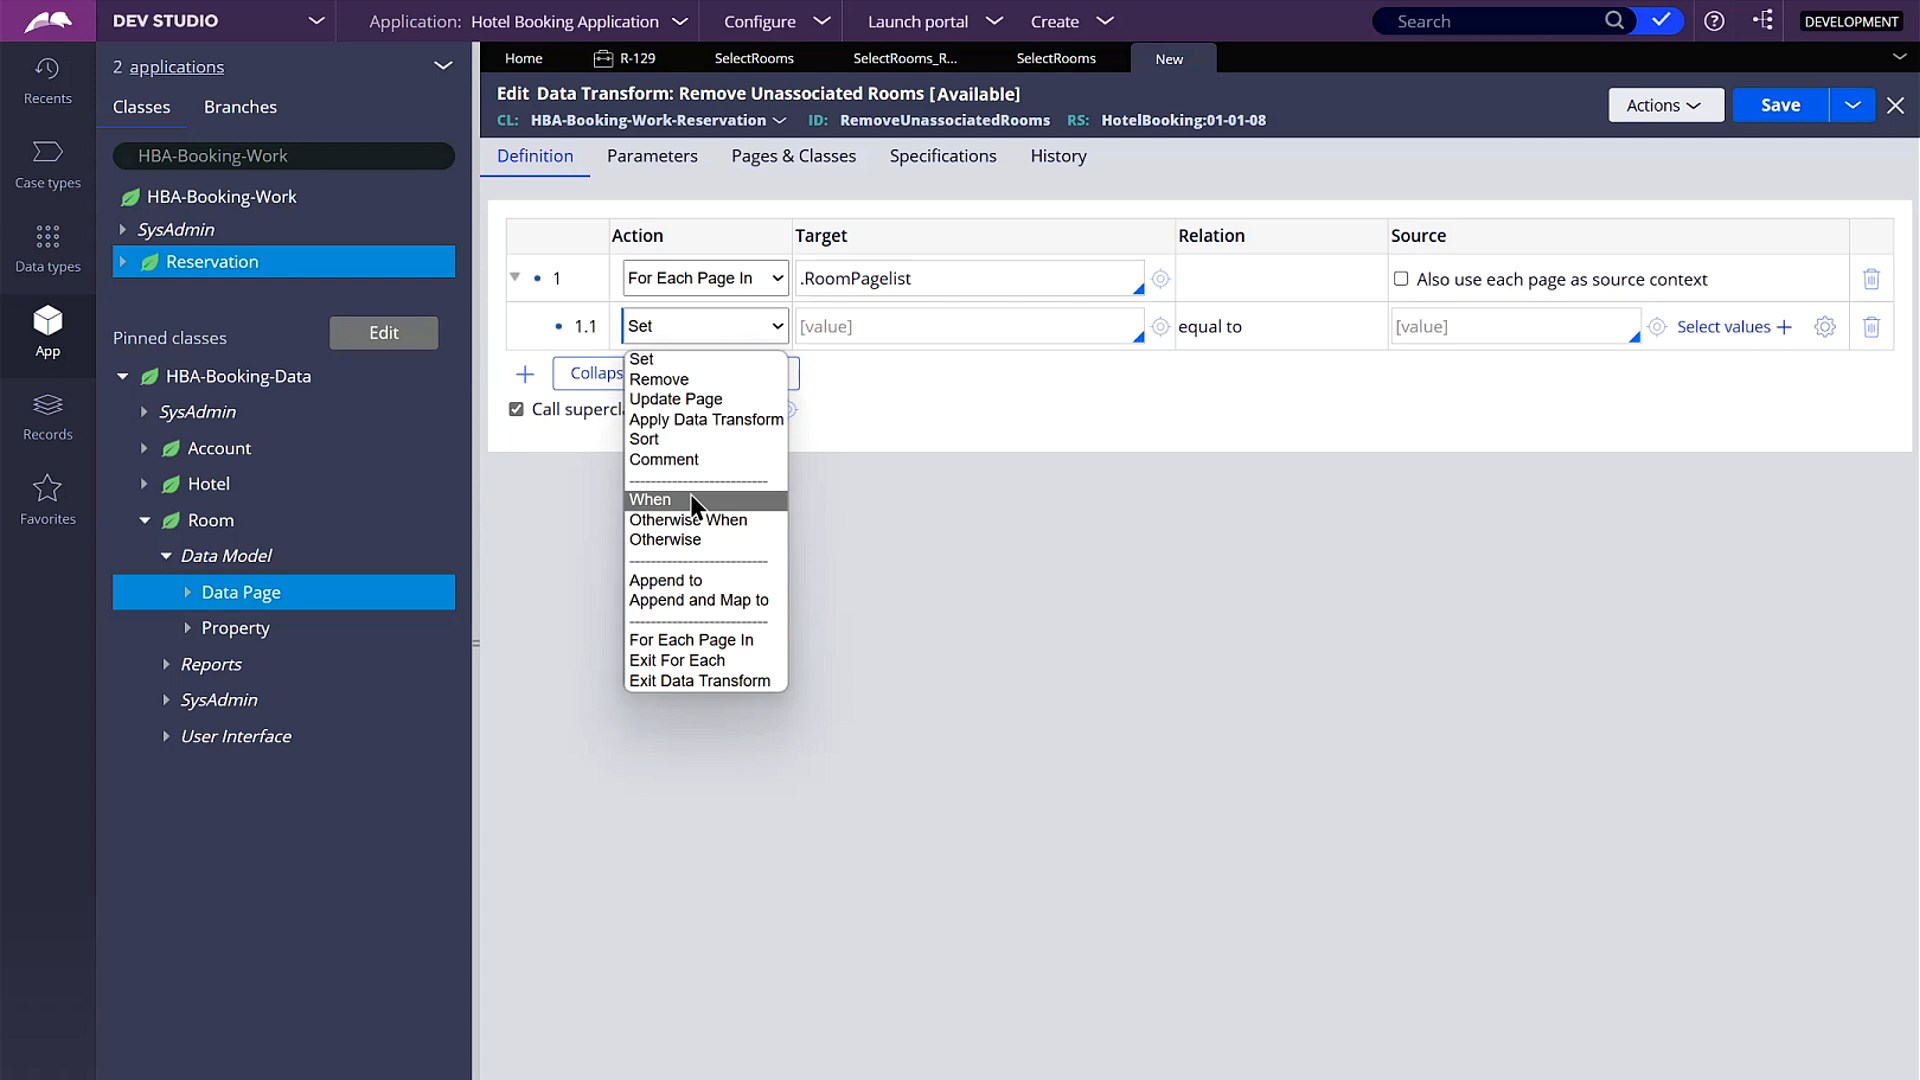 DEV STUDIO
Application: Hotel Booking Application
Configure
Launch portal
Create
Search
DEVELOPMENT
Recents
Case types
Data types
App
Records
Favorites
2 applications
Classes
Branches
HBA-Booking-Work
HBA-Booking-Work
SysAdmin
Reservation
Pinned classes
Edit
HBA-Booking-Data
SysAdmin
Account
Hotel
Room
Data Model
Data Page
Property
Reports
SysAdmin
User Interface
Home
R-129
SelectRooms
SelectRooms_R...
SelectRooms
New
Edit Data Transform: Remove Unassociated Rooms [Available]
CL: HBA-Booking-Work-Reservation
ID: RemoveUnassociatedRooms
RS: HotelBooking:01-01-08
Actions
Save
Definition
Parameters
Pages & Classes
Specifications
History
Action
Target
Relation
Source
1
For Each Page In
.RoomPagelist
Also use each page as source context
1.1
Set
[value]
equal to
[value]
Select values
Collaps
Call supercl
Set
Remove
Update Page
Apply Data Transform
Sort
Comment
--------------------------
When
Otherwise When
Otherwise
--------------------------
Append to
Append and Map to
--------------------------
For Each Page In
Exit For Each
Exit Data Transform